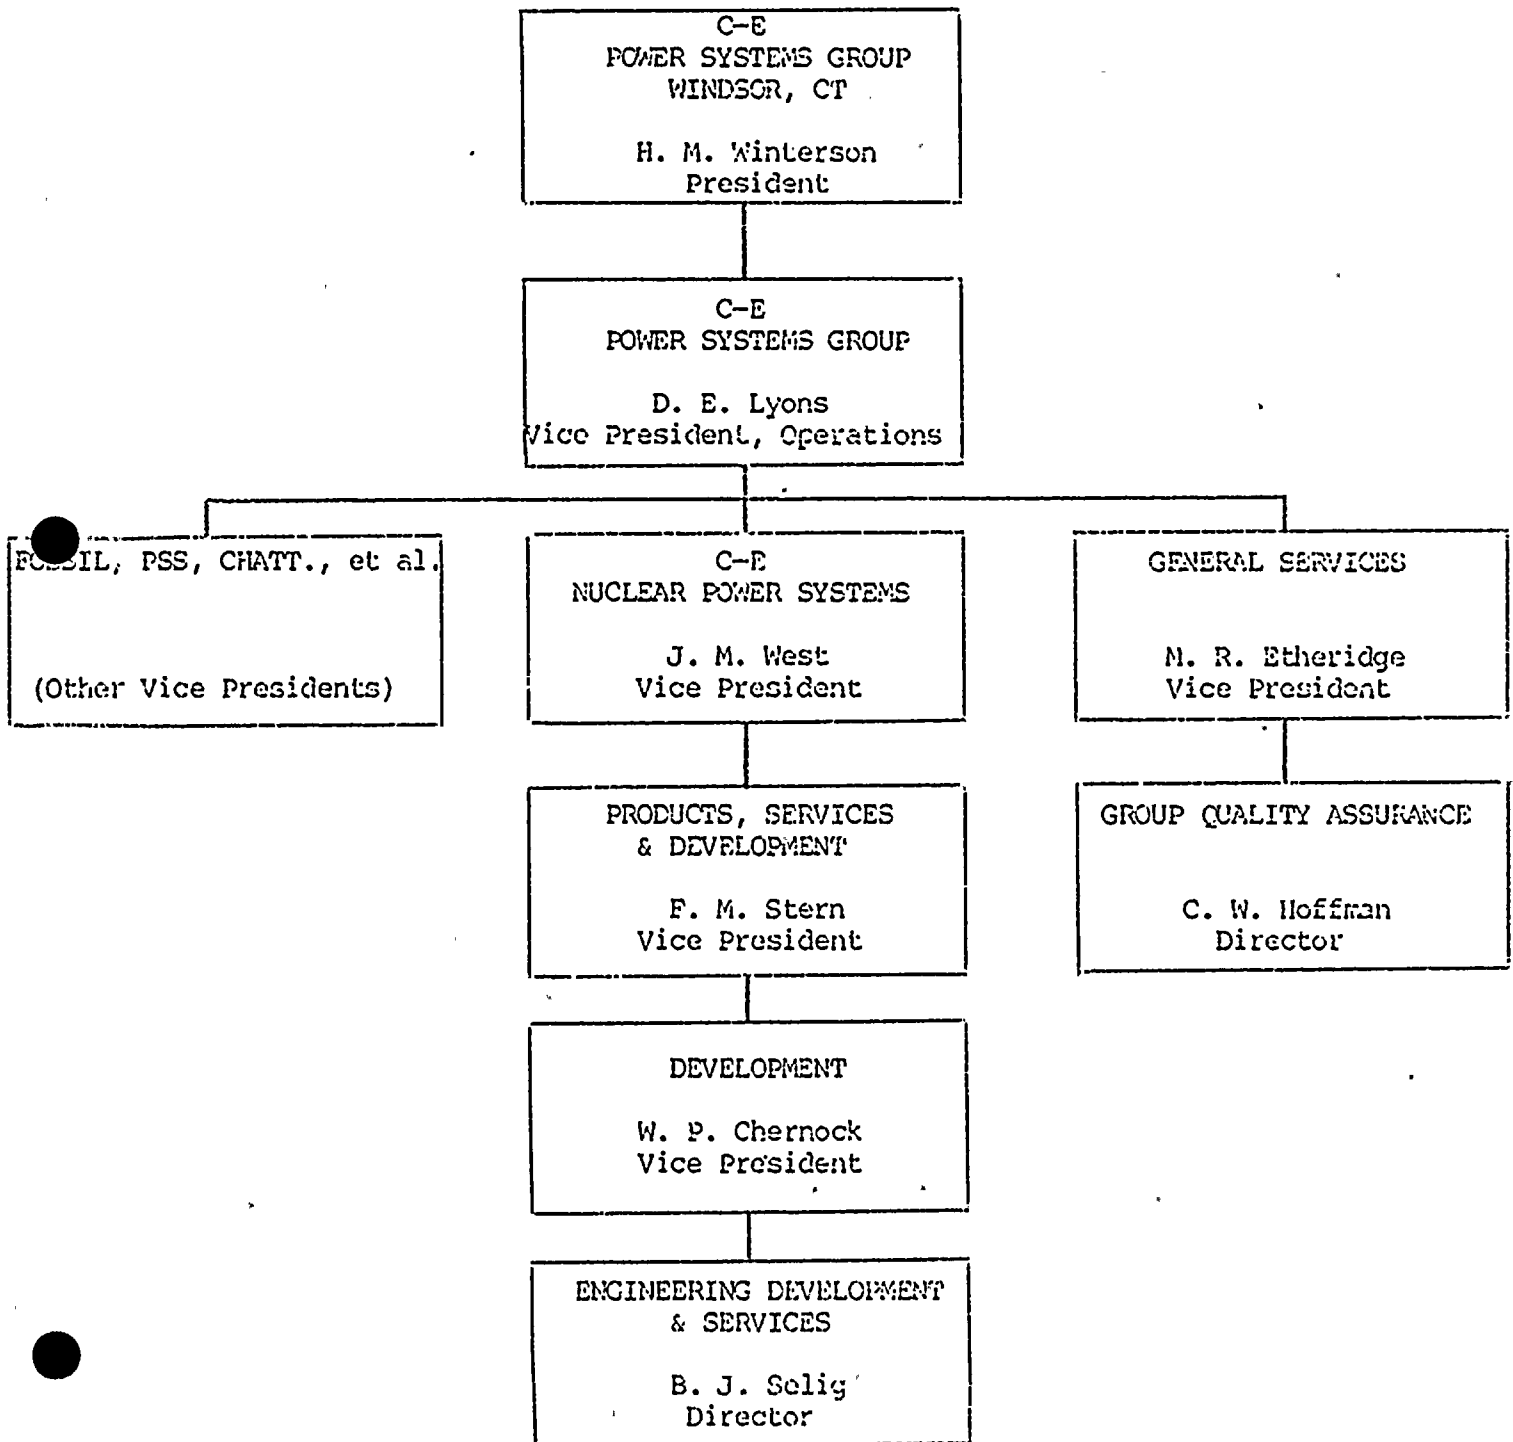 C-E
POWER SYSTEMS GROUP
WINDSOR, CT
H. M. Winterson
President
C-E
POWER SYSTEMS GROUP
D. E. Lyons
Vice President, Operations
FOSSIL, PSS, CHATT., et al.
(Other Vice Presidents)
C-E
NUCLEAR POWER SYSTEMS
J. M. West
Vice President
GENERAL SERVICES
M. R. Etheridge
Vice President
PRODUCTS, SERVICES
& DEVELOPMENT
F. M. Stern
Vice President
GROUP QUALITY ASSURANCE
C. W. Hoffman
Director
DEVELOPMENT
W. P. Chernock
Vice President
ENGINEERING DEVELOPMENT
& SERVICES
B. J. Selig
Director